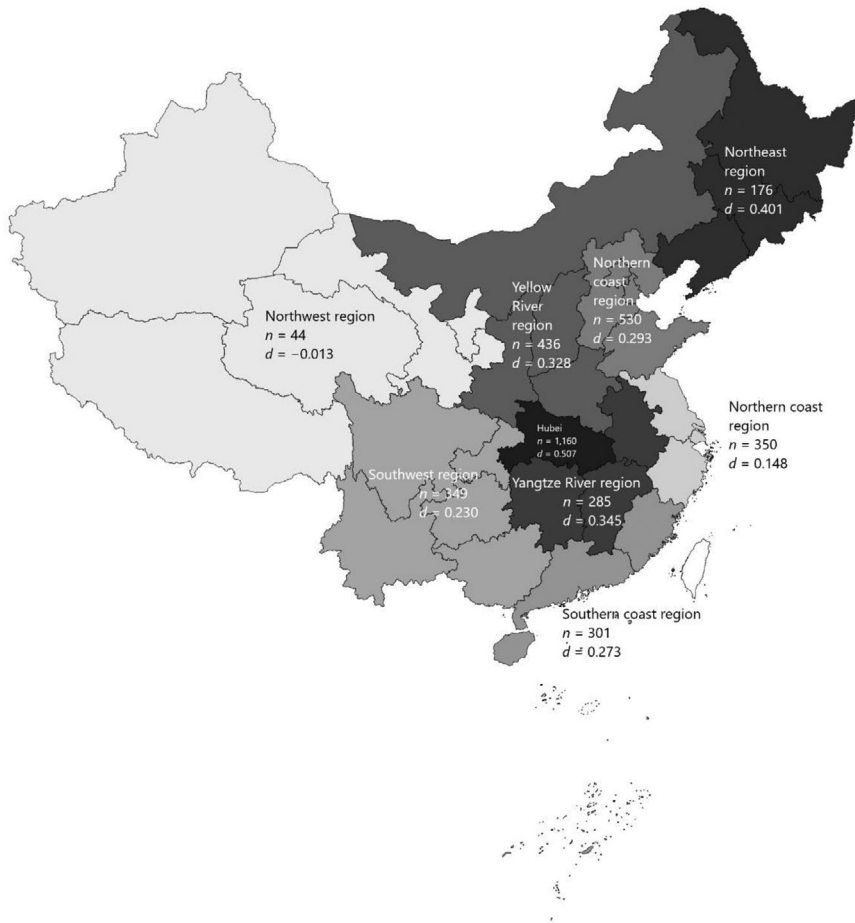 Northeast
region
n = 176
d = 0.401
Northern
coast
region
n = 530
d = 0.293
Yellow
River
region
n = 436
d = 0.328
Northwest region
n = 44
d = −0.013
Northern coast
region
n = 350
d = 0.148
Hubei
n = 1,160
d = 0.507
Southwest region
n = 349
d = 0.230
Yangtze River region
n = 285
d = 0.345
Southern coast region
n = 301
d = 0.273